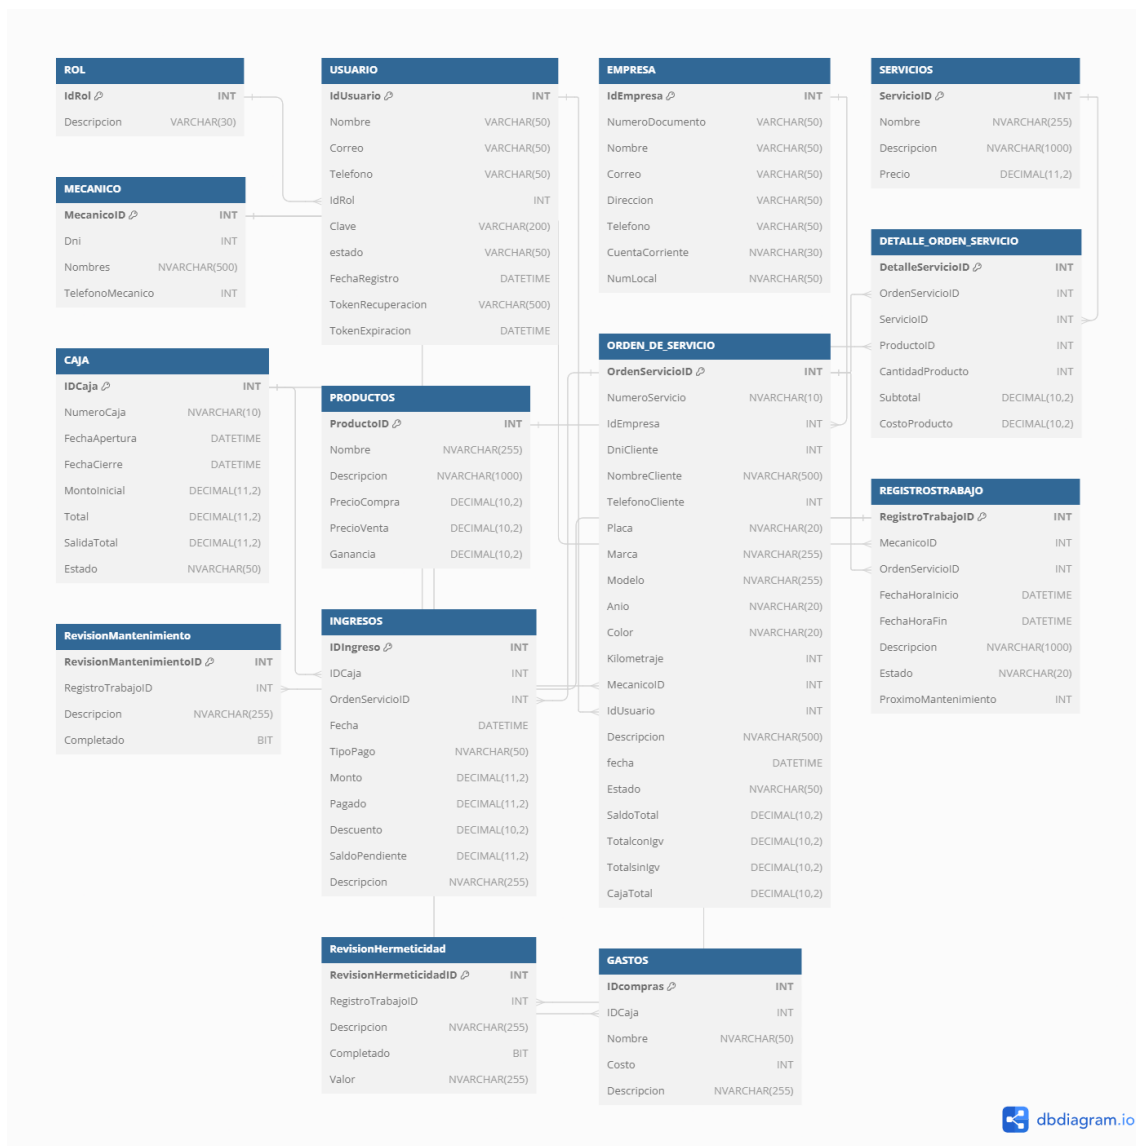 ROL
IdRol INT
Descripcion VARCHAR(30)
MECANICO
MecanicoID INT
Dni INT
Nombres NVARCHAR(500)
TelefonoMecanico INT
CAJA
IDCaja INT
NumeroCaja NVARCHAR(10)
FechaApertura DATETIME
FechaCierre DATETIME
MontoInicial DECIMAL(11,2)
Total DECIMAL(11,2)
SalidaTotal DECIMAL(11,2)
Estado NVARCHAR(50)
RevisionMantenimiento
RevisionMantenimientoID INT
RegistroTrabajoID INT
Descripcion NVARCHAR(255)
Completado BIT
USUARIO
IdUsuario INT
Nombre VARCHAR(50)
Correo VARCHAR(50)
Telefono VARCHAR(50)
IdRol INT
Clave VARCHAR(200)
estado VARCHAR(50)
FechaRegistro DATETIME
TokenRecuperacion VARCHAR(500)
TokenExpiracion DATETIME
PRODUCTOS
ProductoID INT
Nombre NVARCHAR(255)
Descripcion NVARCHAR(1000)
PrecioCompra DECIMAL(10,2)
PrecioVenta DECIMAL(10,2)
Ganancia DECIMAL(10,2)
INGRESOS
IDIngreso INT
IDCaja INT
OrdenServicioID INT
Fecha DATETIME
TipoPago NVARCHAR(50)
Monto DECIMAL(11,2)
Pagado DECIMAL(11,2)
Descuento DECIMAL(10,2)
SaldoPendiente DECIMAL(11,2)
Descripcion NVARCHAR(255)
RevisionHermeticidad
RevisionHermeticidadID INT
RegistroTrabajoID INT
Descripcion NVARCHAR(255)
Completado BIT
Valor NVARCHAR(255)
EMPRESA
IdEmpresa INT
NumeroDocumento VARCHAR(50)
Nombre VARCHAR(50)
Correo VARCHAR(50)
Direccion VARCHAR(50)
Telefono VARCHAR(50)
CuentaCorriente NVARCHAR(30)
NumLocal NVARCHAR(50)
ORDEN_DE_SERVICIO
OrdenServicioID INT
NumeroServicio NVARCHAR(10)
IdEmpresa INT
DniCliente INT
NombreCliente NVARCHAR(500)
TelefonoCliente INT
Placa NVARCHAR(20)
Marca NVARCHAR(255)
Modelo NVARCHAR(255)
Anio NVARCHAR(20)
Color NVARCHAR(20)
Kilometraje INT
MecanicoID INT
IdUsuario INT
Descripcion NVARCHAR(500)
fecha DATETIME
Estado NVARCHAR(50)
SaldoTotal DECIMAL(10,2)
TotalconIgv DECIMAL(10,2)
TotalsinIgv DECIMAL(10,2)
CajaTotal DECIMAL(10,2)
GASTOS
IDcompras INT
IDCaja INT
Nombre NVARCHAR(50)
Costo INT
Descripcion NVARCHAR(255)
SERVICIOS
ServicioID INT
Nombre NVARCHAR(255)
Descripcion NVARCHAR(1000)
Precio DECIMAL(11,2)
DETALLE_ORDEN_SERVICIO
DetalleServicioID INT
OrdenServicioID INT
ServicioID INT
ProductoID INT
CantidadProducto INT
Subtotal DECIMAL(10,2)
CostoProducto DECIMAL(10,2)
REGISTROSTRABAJO
RegistroTrabajoID INT
MecanicoID INT
OrdenServicioID INT
FechaHoraInicio DATETIME
FechaHoraFin DATETIME
Descripcion NVARCHAR(1000)
Estado NVARCHAR(20)
ProximoMantenimiento INT
dbdiagram.io